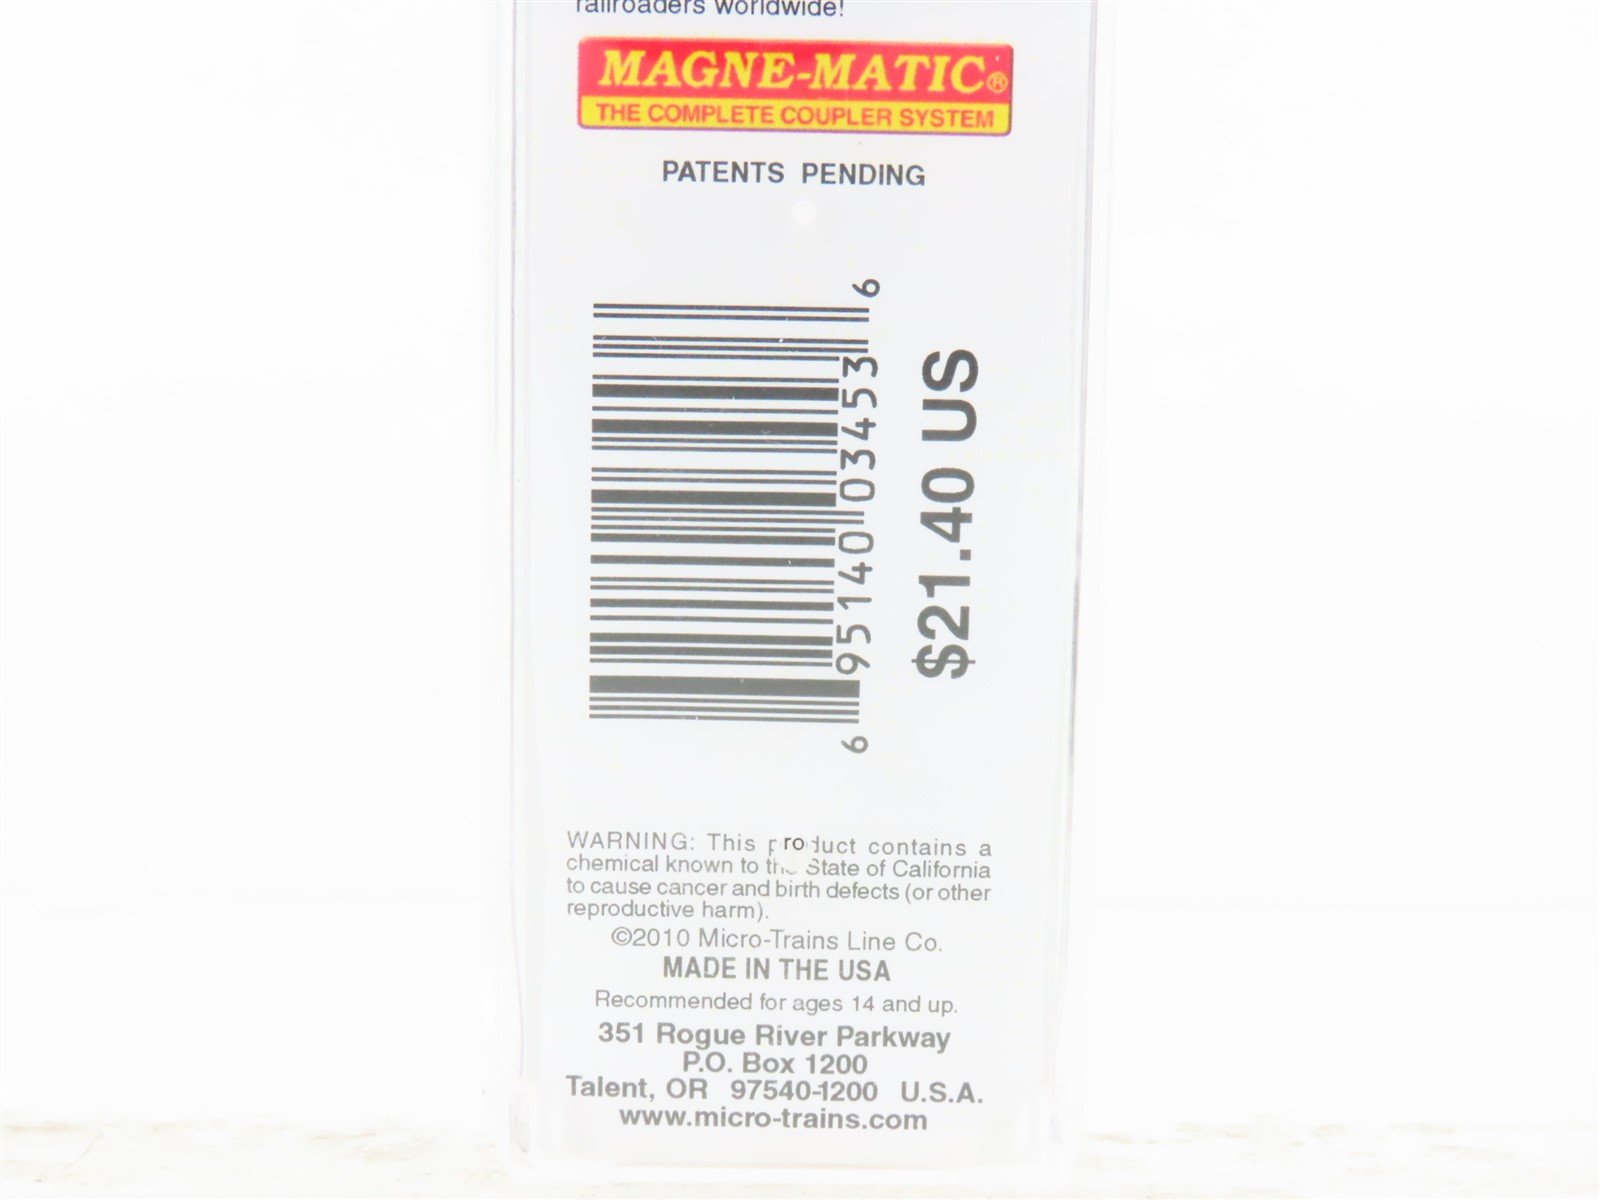 railroaders worldwide!
MAGNE-MATIC®
THE COMPLETE COUPLER SYSTEM
PATENTS PENDING
6 95140 03453 6
$21.40 US
WARNING: This product contains a
chemical known to the State of California
to cause cancer and birth defects (or other
reproductive harm).
©2010 Micro-Trains Line Co.
MADE IN THE USA
Recommended for ages 14 and up.
351 Rogue River Parkway
P.O. Box 1200
Talent, OR 97540-1200 U.S.A.
www.micro-trains.com